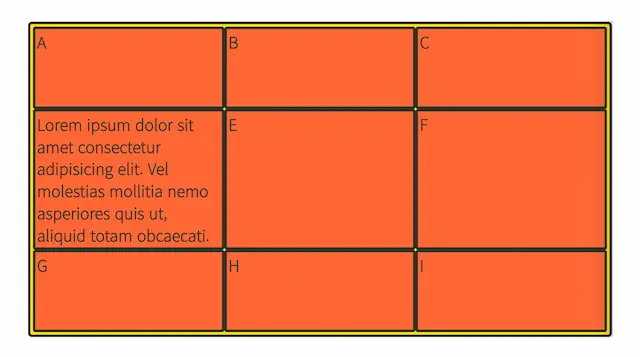 A
B
C
Lorem ipsum dolor sit
amet consectetur
adipisicing elit. Vel
molestias mollitia nemo
asperiores quis ut,
aliquid totam obcaecati.
E
F
G
H
I